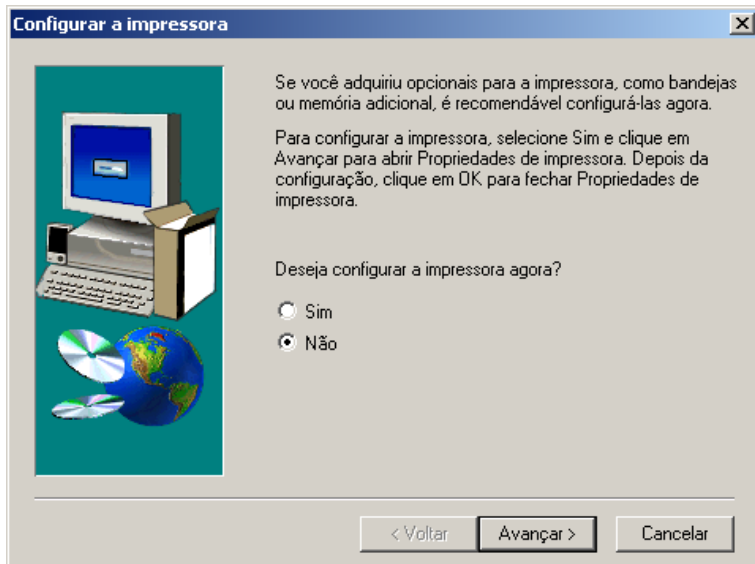 Configurar a impressora
Se você adquiriu opcionais para a impressora, como bandejas
ou memória adicional, é recomendável configurá-las agora.
Para configurar a impressora, selecione Sim e clique em
Avançar para abrir Propriedades de impressora. Depois da
configuração, clique em OK para fechar Propriedades de
impressora.
Deseja configurar a impressora agora?
Sim
Não
< Voltar
Avançar >
Cancelar